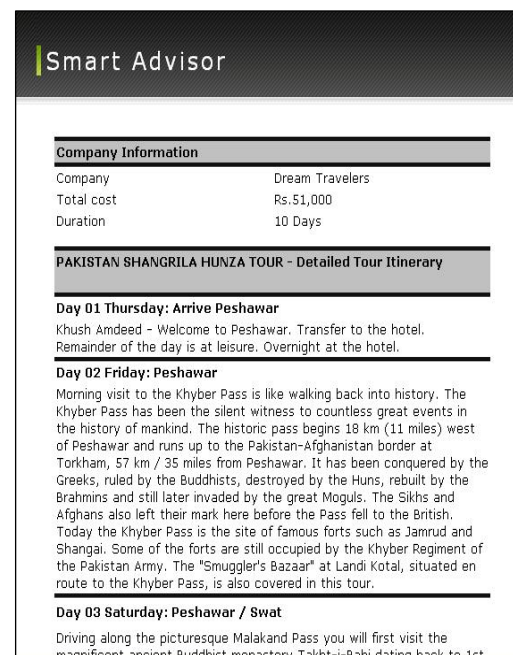 Smart Advisor
Company Information
Company Dream Travelers
Total cost Rs.51,000
Duration 10 Days
PAKISTAN SHANGRILA HUNZA TOUR - Detailed Tour Itinerary
Day 01 Thursday: Arrive Peshawar
Khush Amdeed - Welcome to Peshawar. Transfer to the hotel.
Remainder of the day is at leisure. Overnight at the hotel.
Day 02 Friday: Peshawar
Morning visit to the Khyber Pass is like walking back into history. The
Khyber Pass has been the silent witness to countless great events in
the history of mankind. The historic pass begins 18 km (11 miles) west
of Peshawar and runs up to the Pakistan-Afghanistan border at
Torkham, 57 km / 35 miles from Peshawar. It has been conquered by the
Greeks, ruled by the Buddhists, destroyed by the Huns, rebuilt by the
Brahmins and still later invaded by the great Moguls. The Sikhs and
Afghans also left their mark here before the Pass fell to the British.
Today the Khyber Pass is the site of famous forts such as Jamrud and
Shangai. Some of the forts are still occupied by the Khyber Regiment of
the Pakistan Army. The "Smuggler's Bazaar" at Landi Kotal, situated en
route to the Khyber Pass, is also covered in this tour.
Day 03 Saturday: Peshawar / Swat
Driving along the picturesque Malakand Pass you will first visit the
magnificent ancient Buddhist monastery Takht-i-Bahi dating back to 1st